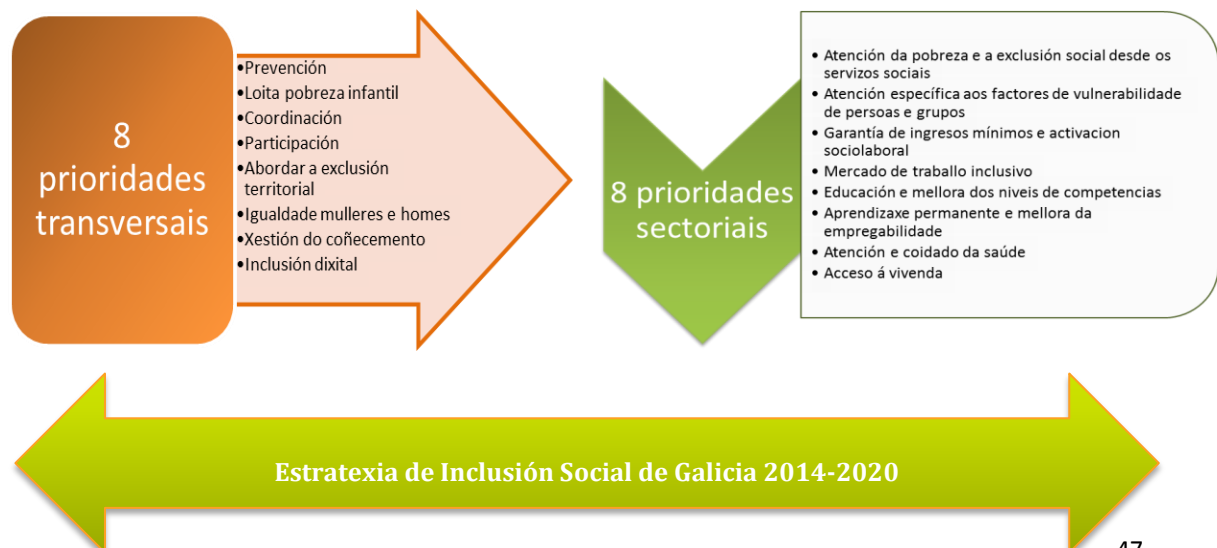 8
prioridades
transversais
•Prevención
•Loita pobreza infantil
•Coordinación
•Participación
•Abordar a exclusión
territorial
•Igualdade mulleres e homes
•Xestión do coñecemento
•Inclusión dixital
8 prioridades
sectoriais
• Atención da pobreza e a exclusión social desde os
servizos sociais
• Atención específica aos factores de vulnerabilidade
de persoas e grupos
• Garantía de ingresos mínimos e activacion
sociolaboral
• Mercado de traballo inclusivo
• Educación e mellora dos niveis de competencias
• Aprendizaxe permanente e mellora da
empregabilidade
• Atención e coidado da saúde
• Acceso á vivenda
Estratexia de Inclusión Social de Galicia 2014-2020
47